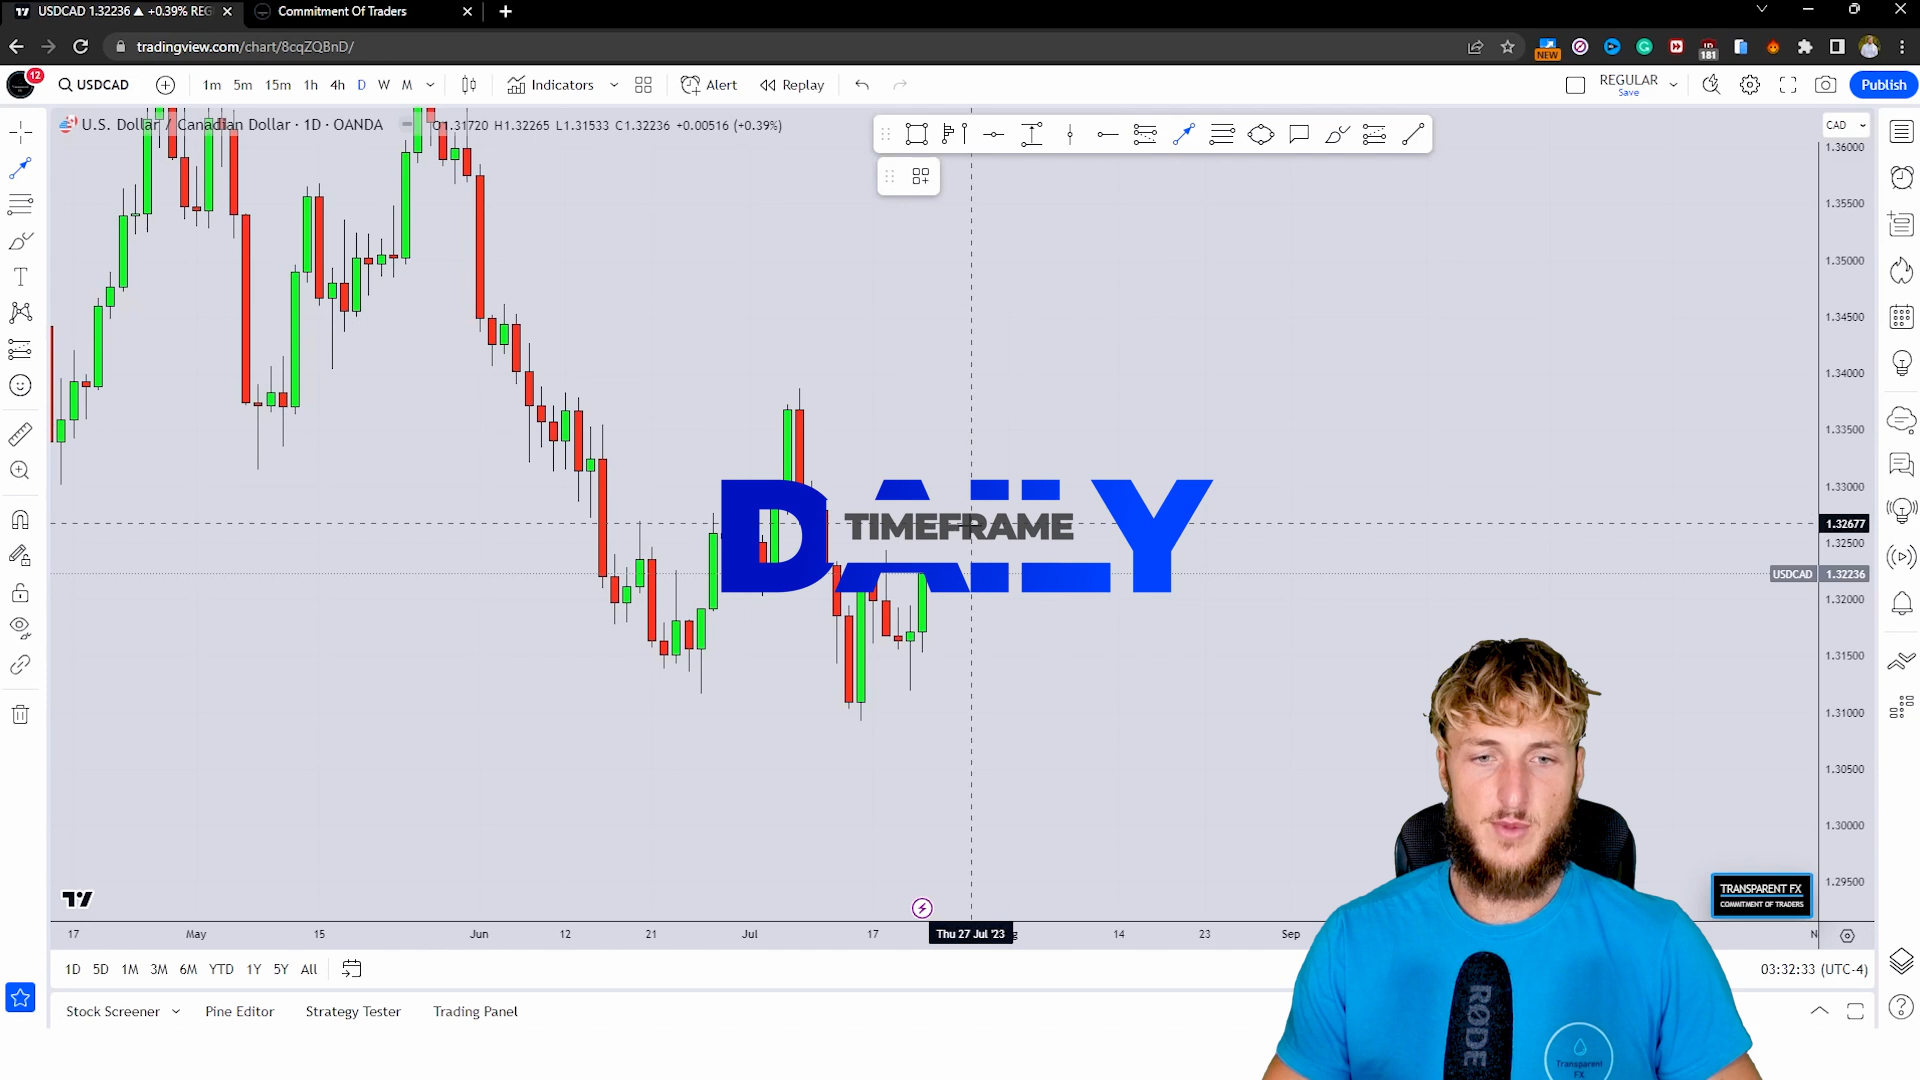 USDCAD 1.32236 ▲ +0.39% REG
Commitment Of Traders
tradingview.com/chart/8cqZQBnD/
NEW
181
12
USDCAD
1m 5m 15m 1h 4h D W M
Indicators
Alert
Replay
REGULAR
Save
Publish
U.S. Dollar / Canadian Dollar · 1D · OANDA
O1.31720 H1.32265 L1.31533 C1.32236 +0.00516 (+0.39%)
CAD
1.36000
1.35500
1.35000
1.34500
1.34000
1.33500
1.33000
1.32677
1.32500
USDCAD 1.32236
1.32000
1.31500
1.31000
1.30500
1.30000
1.29500
DAILY
TIMEFRAME
TRANSPARENT FX
COMMITMENT OF TRADERS
17 May 15 Jun 12 21 Jul 17 Thu 27 Jul '23 14 23 Sep N
1D 5D 1M 3M 6M YTD 1Y 5Y All
03:32:33 (UTC-4)
Stock Screener Pine Editor Strategy Tester Trading Panel
RØDE
Transparent
FX